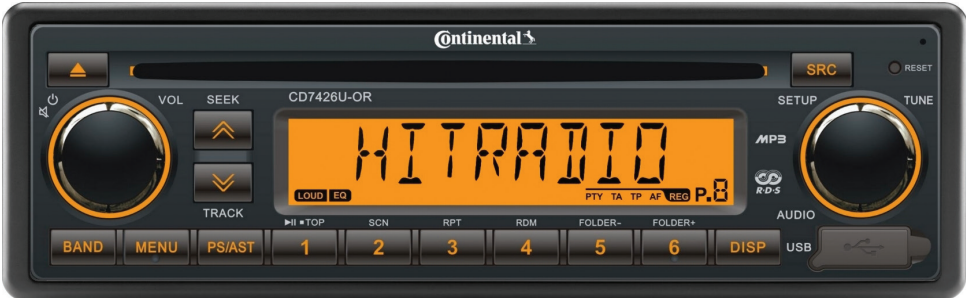 Continental
SRC
RESET
VOL SEEK CD7426U-OR SETUP TUNE
HITRADIO
MP3
R·D·S
LOUD EQ PTY TA TP AF REG P.8
TRACK AUDIO
TOP SCN RPT RDM FOLDER- FOLDER+
BAND MENU PS/AST 1 2 3 4 5 6 DISP USB